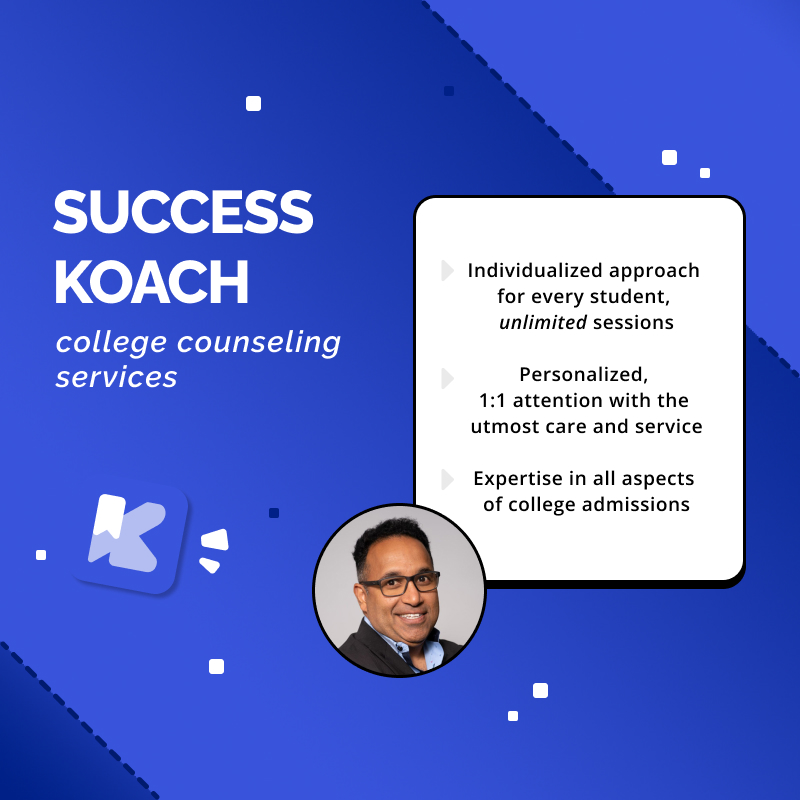 SUCCESS
KOACH
college counseling
services
Individualized approach
for every student,
unlimited sessions
Personalized,
1:1 attention with the
utmost care and service
Expertise in all aspects
of college admissions